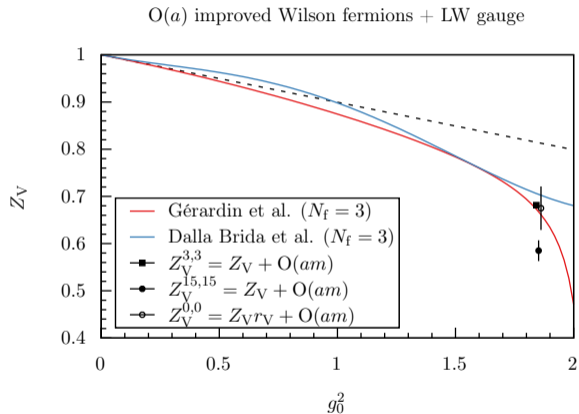 O(a) improved Wilson fermions + LW gauge
1
0.9
0.8
0.7
0.6
0.5
0.4
Z_V
Gérardin et al. (N_f = 3)
Dalla Brida et al. (N_f = 3)
Z_V^{3,3} = Z_V + O(am)
Z_V^{15,15} = Z_V + O(am)
Z_V^{0,0} = Z_V r_V + O(am)
0 0.5 1 1.5 2
g_0^2